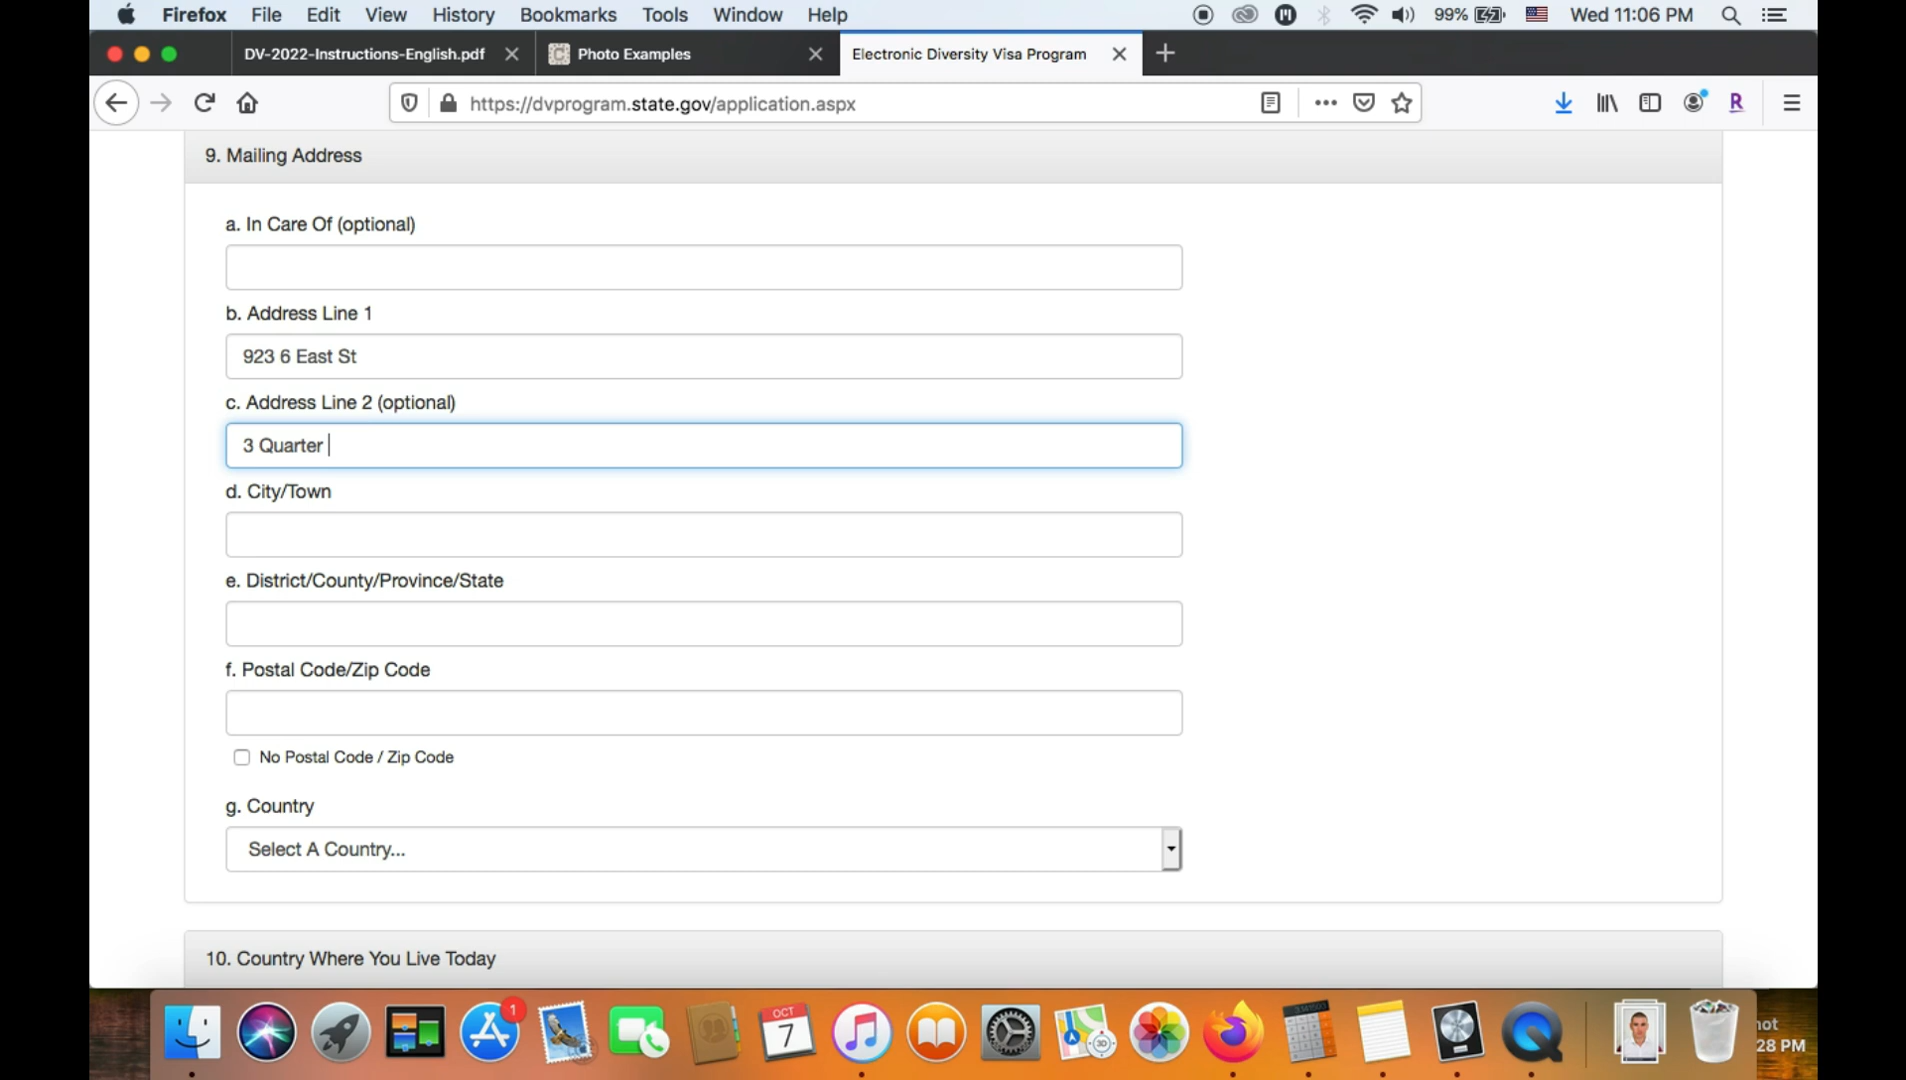 Firefox File Edit View History Bookmarks Tools Window Help 99% Wed 11:06 PM
DV-2022-Instructions-English.pdf Photo Examples Electronic Diversity Visa Program
https://dvprogram.state.gov/application.aspx
9. Mailing Address
a. In Care Of (optional)
b. Address Line 1
923 6 East St
c. Address Line 2 (optional)
3 Quarter
d. City/Town
e. District/County/Province/State
f. Postal Code/Zip Code
No Postal Code / Zip Code
g. Country
Select A Country...
10. Country Where You Live Today
1
OCT
7
3D
not
28 PM